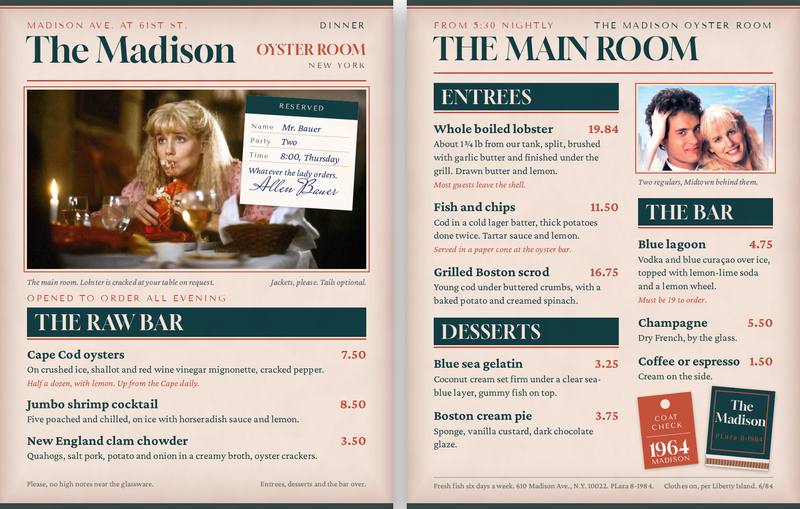 MADISON AVE. AT 61ST ST.
DINNER
The Madison
OYSTER ROOM
NEW YORK
RESERVED
Name Mr. Bauer
Party Two
Time 8:00, Thursday
Whatever the lady orders.
Allen Bauer
The main room. Lobster is cracked at your table on request.
Jackets, please. Tails optional.
OPENED TO ORDER ALL EVENING
THE RAW BAR
Cape Cod oysters 7.50
On crushed ice, shallot and red wine vinegar mignonette, cracked pepper.
Half a dozen, with lemon. Up from the Cape daily.
Jumbo shrimp cocktail 8.50
Five poached and chilled, on ice with horseradish sauce and lemon.
New England clam chowder 3.50
Quahogs, salt pork, potato and onion in a creamy broth, oyster crackers.
Please, no high notes near the glassware.
Entrees, desserts and the bar over.
FROM 5:30 NIGHTLY
THE MADISON OYSTER ROOM
THE MAIN ROOM
ENTREES
Whole boiled lobster 19.84
About 1¾ lb from our tank, split, brushed
with garlic butter and finished under the
grill. Drawn butter and lemon.
Most guests leave the shell.
Fish and chips 11.50
Cod in a cold lager batter, thick potatoes
done twice. Tartar sauce and lemon.
Served in a paper cone at the oyster bar.
Grilled Boston scrod 16.75
Young cod under buttered crumbs, with a
baked potato and creamed spinach.
DESSERTS
Blue sea gelatin 3.25
Coconut cream set firm under a clear sea-
blue layer, gummy fish on top.
Boston cream pie 3.75
Sponge, vanilla custard, dark chocolate
glaze.
Two regulars, Midtown behind them.
THE BAR
Blue lagoon 4.75
Vodka and blue curaçao over ice,
topped with lemon-lime soda
and a lemon wheel.
Must be 19 to order.
Champagne 5.50
Dry French, by the glass.
Coffee or espresso 1.50
Cream on the side.
COAT
CHECK
1964
MADISON
The
Madison
PLaza 8-1984
Fresh fish six days a week. 610 Madison Ave., N.Y. 10022. PLaza 8-1984.
Clothes on, per Liberty Island. 6/84